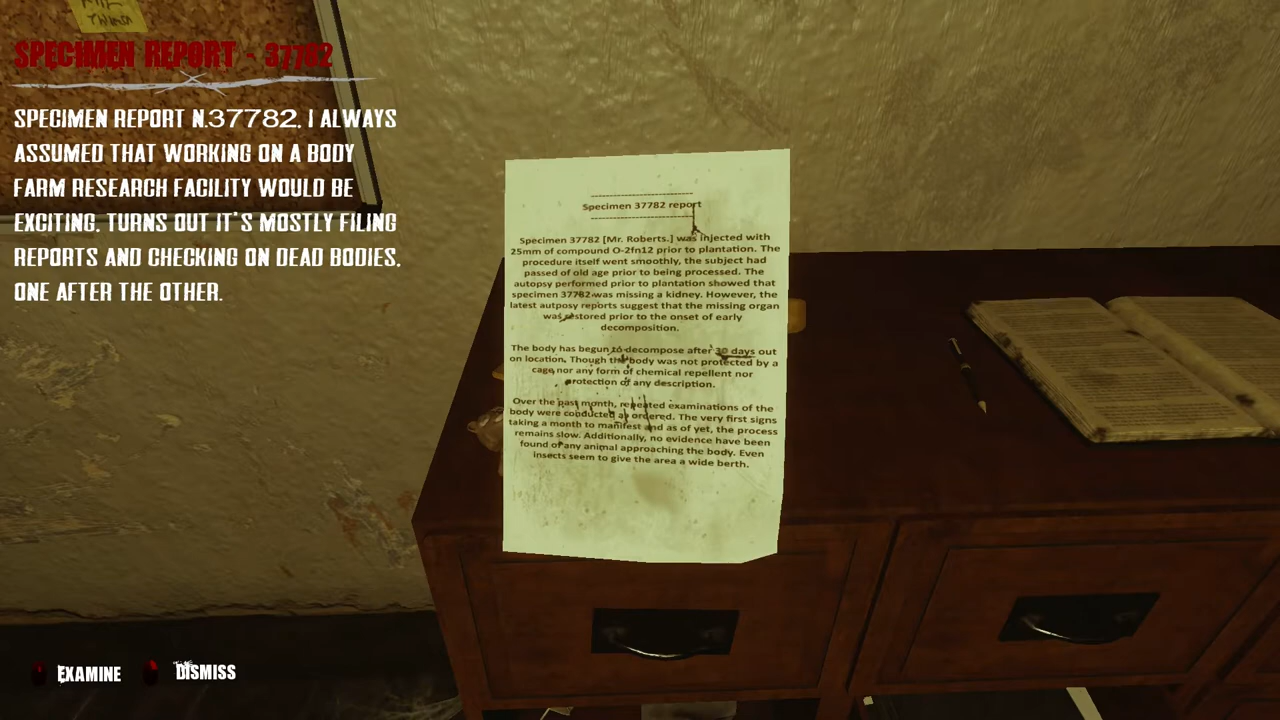 SPECIMEN REPORT - 37782
SPECIMEN REPORT N.37782. I ALWAYS
ASSUMED THAT WORKING ON A BODY
FARM RESEARCH FACILITY WOULD BE
EXCITING. TURNS OUT IT'S MOSTLY FILING
REPORTS AND CHECKING ON DEAD BODIES.
ONE AFTER THE OTHER.
Specimen 37782 report
Specimen 37782 [Mr. Roberts.] was injected with
25mm of compound O-2fn12 prior to plantation. The
procedure itself went smoothly, the subject had
passed of old age prior to being processed. The
autopsy performed prior to plantation showed that
specimen 37782 was missing a kidney. However, the
latest autposy reports suggest that the missing organ
was restored prior to the onset of early
decomposition.
The body has begun to decompose after 30 days out
on location. Though the body was not protected by a
cage nor any form of chemical repellent nor
protection of any description.
Over the past month, repeated examinations of the
body were conducted as ordered. The very first signs
taking a month to manifest and as of yet, the process
remains slow. Additionally, no evidence have been
found of any animal approaching the body. Even
insects seem to give the area a wide berth.
EXAMINE
DISMISS